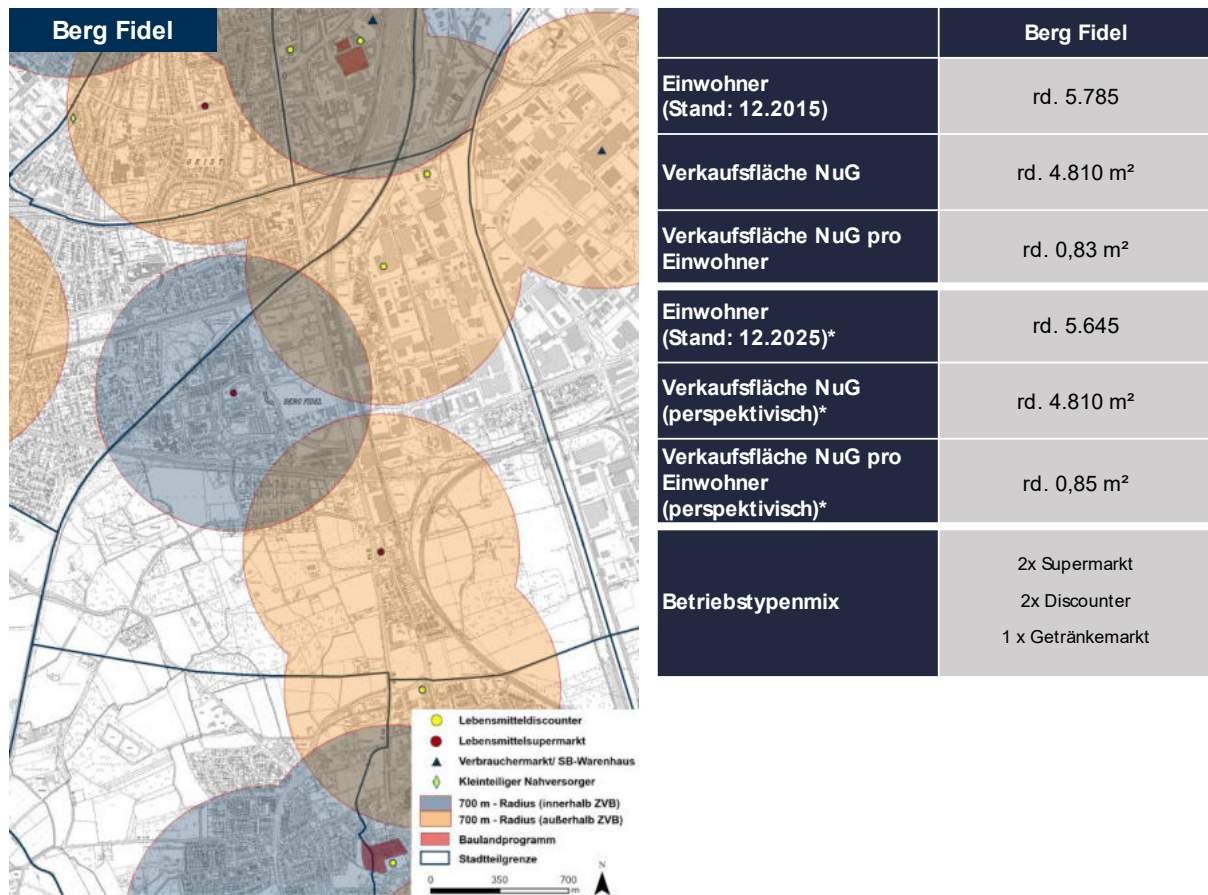 Berg Fidel
GEIST
BERG FIDEL
Lebensmitteldiscounter
Lebensmittelsupermarkt
Verbrauchermarkt/ SB-Warenhaus
Kleinteiliger Nahversorger
700 m - Radius (innerhalb ZVB)
700 m - Radius (außerhalb ZVB)
Baulandprogramm
Stadtteilgrenze
0 350 700
m
N
Berg Fidel
Einwohner
(Stand: 12.2015)
rd. 5.785
Verkaufsfläche NuG
rd. 4.810 m²
Verkaufsfläche NuG pro
Einwohner
rd. 0,83 m²
Einwohner
(Stand: 12.2025)*
rd. 5.645
Verkaufsfläche NuG
(perspektivisch)*
rd. 4.810 m²
Verkaufsfläche NuG pro
Einwohner
(perspektivisch)*
rd. 0,85 m²
Betriebstypenmix
2x Supermarkt
2x Discounter
1 x Getränkemarkt